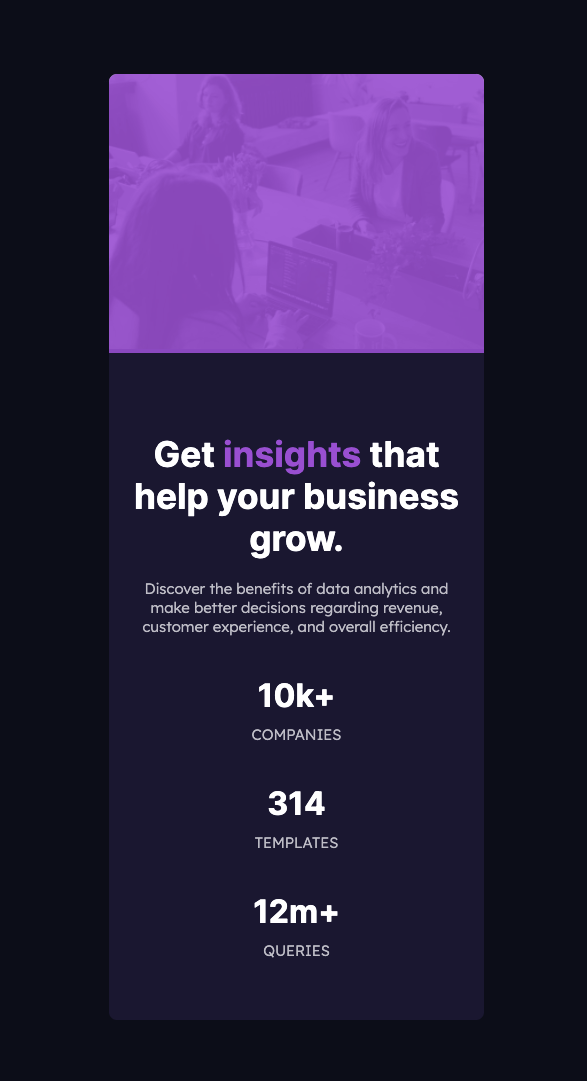 Get insights that
help your business
grow.
Discover the benefits of data analytics and
make better decisions regarding revenue,
customer experience, and overall efficiency.
10k+
COMPANIES
314
TEMPLATES
12m+
QUERIES